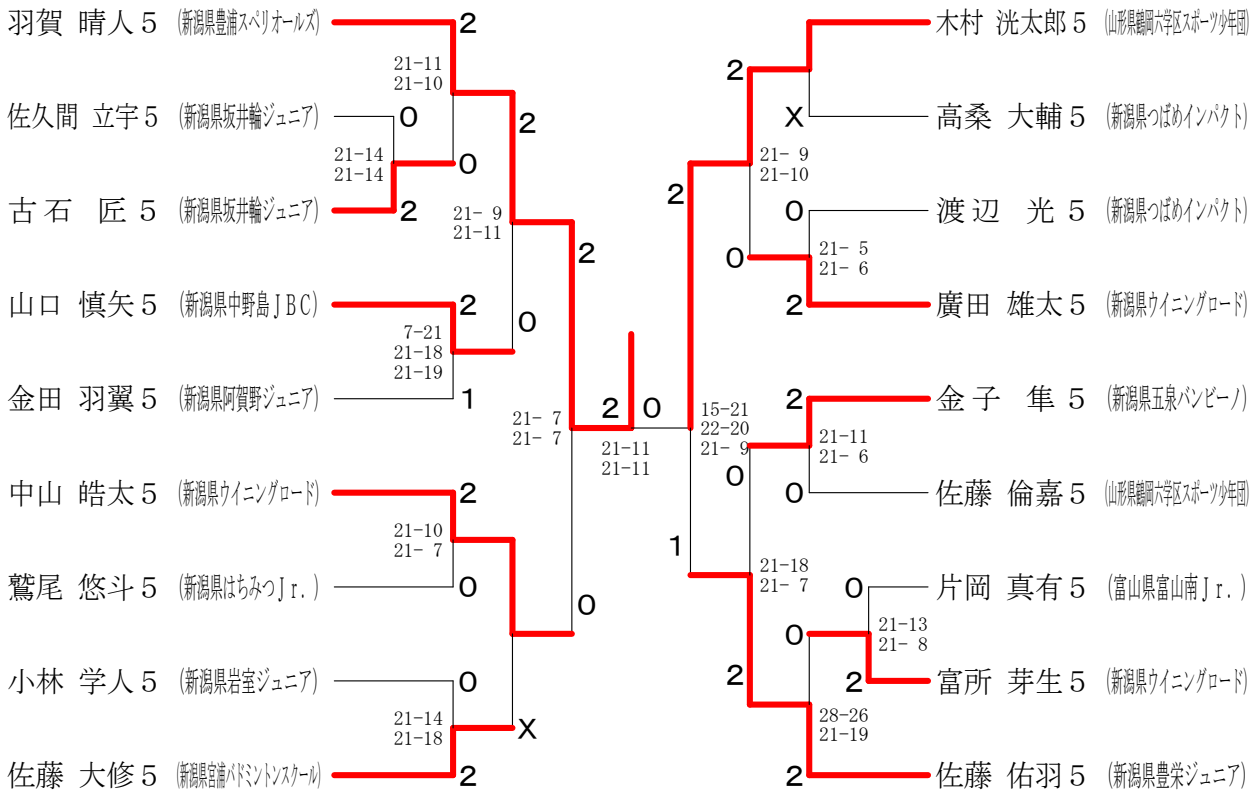 羽賀 晴人 5 (新潟県豊浦スペリオールズ) 2
21-11
21-10
佐久間 立宇 5 (新潟県坂井輪ジュニア) 0
21-14
21-14
0
古石 匠 5 (新潟県坂井輪ジュニア) 2
2
21- 9
21-11
山口 慎矢 5 (新潟県中野島JBC) 2
7-21
21-18
21-19
0
金田 羽翼 5 (新潟県阿賀野ジュニア) 1
2
21- 7
21- 7
中山 皓太 5 (新潟県ウイニングロード) 2
21-10
21- 7
鷲尾 悠斗 5 (新潟県はちみつJr.) 0
0
小林 学人 5 (新潟県岩室ジュニア) 0
21-14
21-18
X
佐藤 大修 5 (新潟県宮浦バドミントンスクール) 2
2 0
21-11
21-11
木村 洸太郎 5 (山形県鶴岡六学区スポーツ少年団)
2
X
高桑 大輔 5 (新潟県つばめインパクト)
21- 9
21-10
2
0 渡辺 光 5 (新潟県つばめインパクト)
21- 5
21- 6
0
2 廣田 雄太 5 (新潟県ウイニングロード)
15-21
22-20
21- 9
2 金子 隼 5 (新潟県五泉バンビーノ)
21-11
21- 6
0
0 佐藤 倫嘉 5 (山形県鶴岡六学区スポーツ少年団)
1
21-18
21- 7
0 片岡 真有 5 (富山県富山南Jr.)
21-13
21- 8
0
2 富所 芽生 5 (新潟県ウイニングロード)
2
28-26
21-19
2 佐藤 佑羽 5 (新潟県豊栄ジュニア)